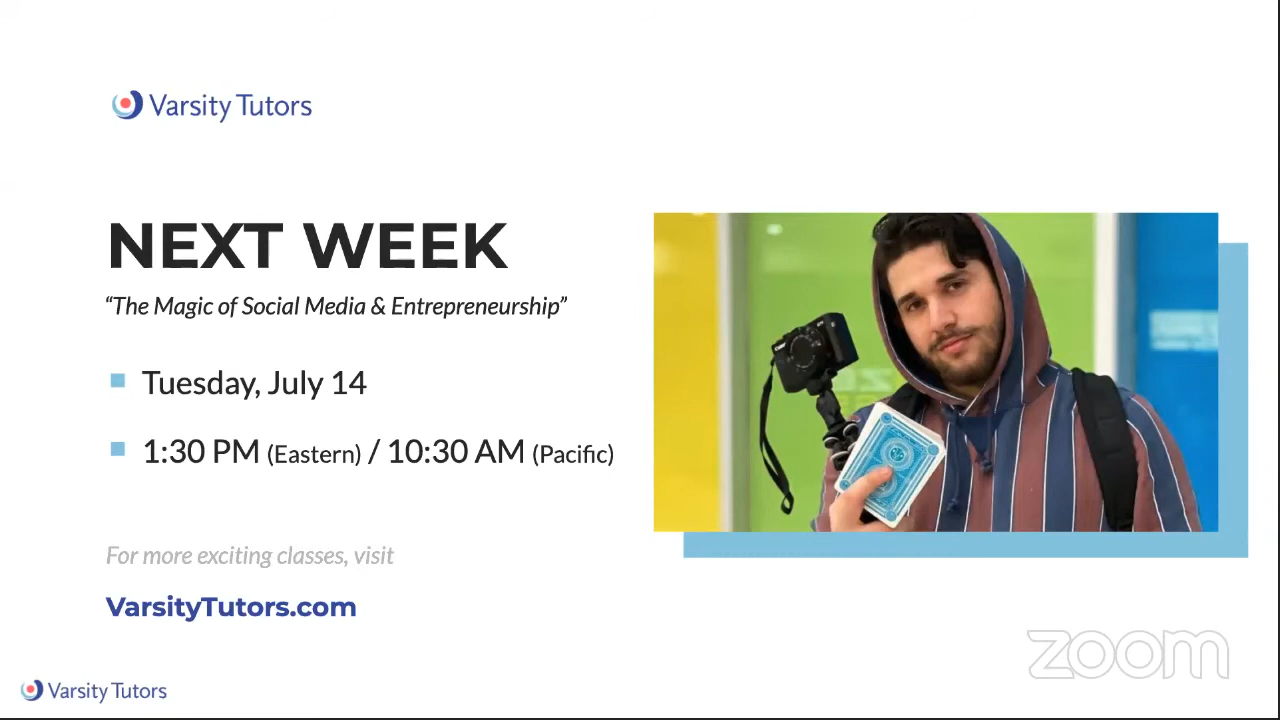 Varsity Tutors
NEXT WEEK
“The Magic of Social Media & Entrepreneurship”
Tuesday, July 14
1:30 PM (Eastern) / 10:30 AM (Pacific)
For more exciting classes, visit
VarsityTutors.com
zoom
Varsity Tutors